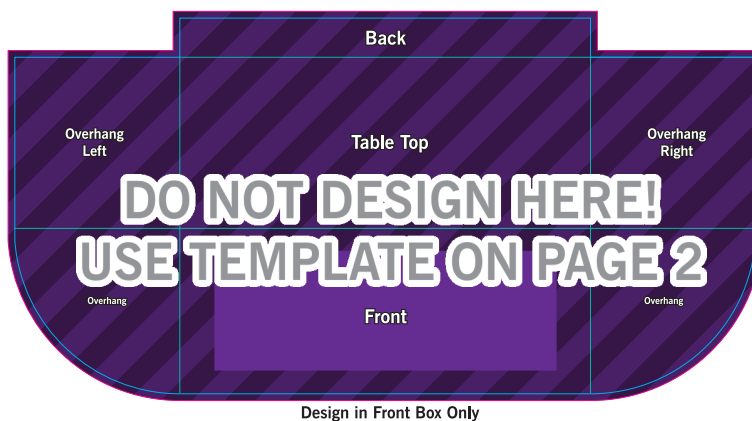 Back
Overhang
Left
Table Top
Overhang
Right
DO NOT DESIGN HERE!
USE TEMPLATE ON PAGE 2
Overhang
Front
Overhang
Design in Front Box Only